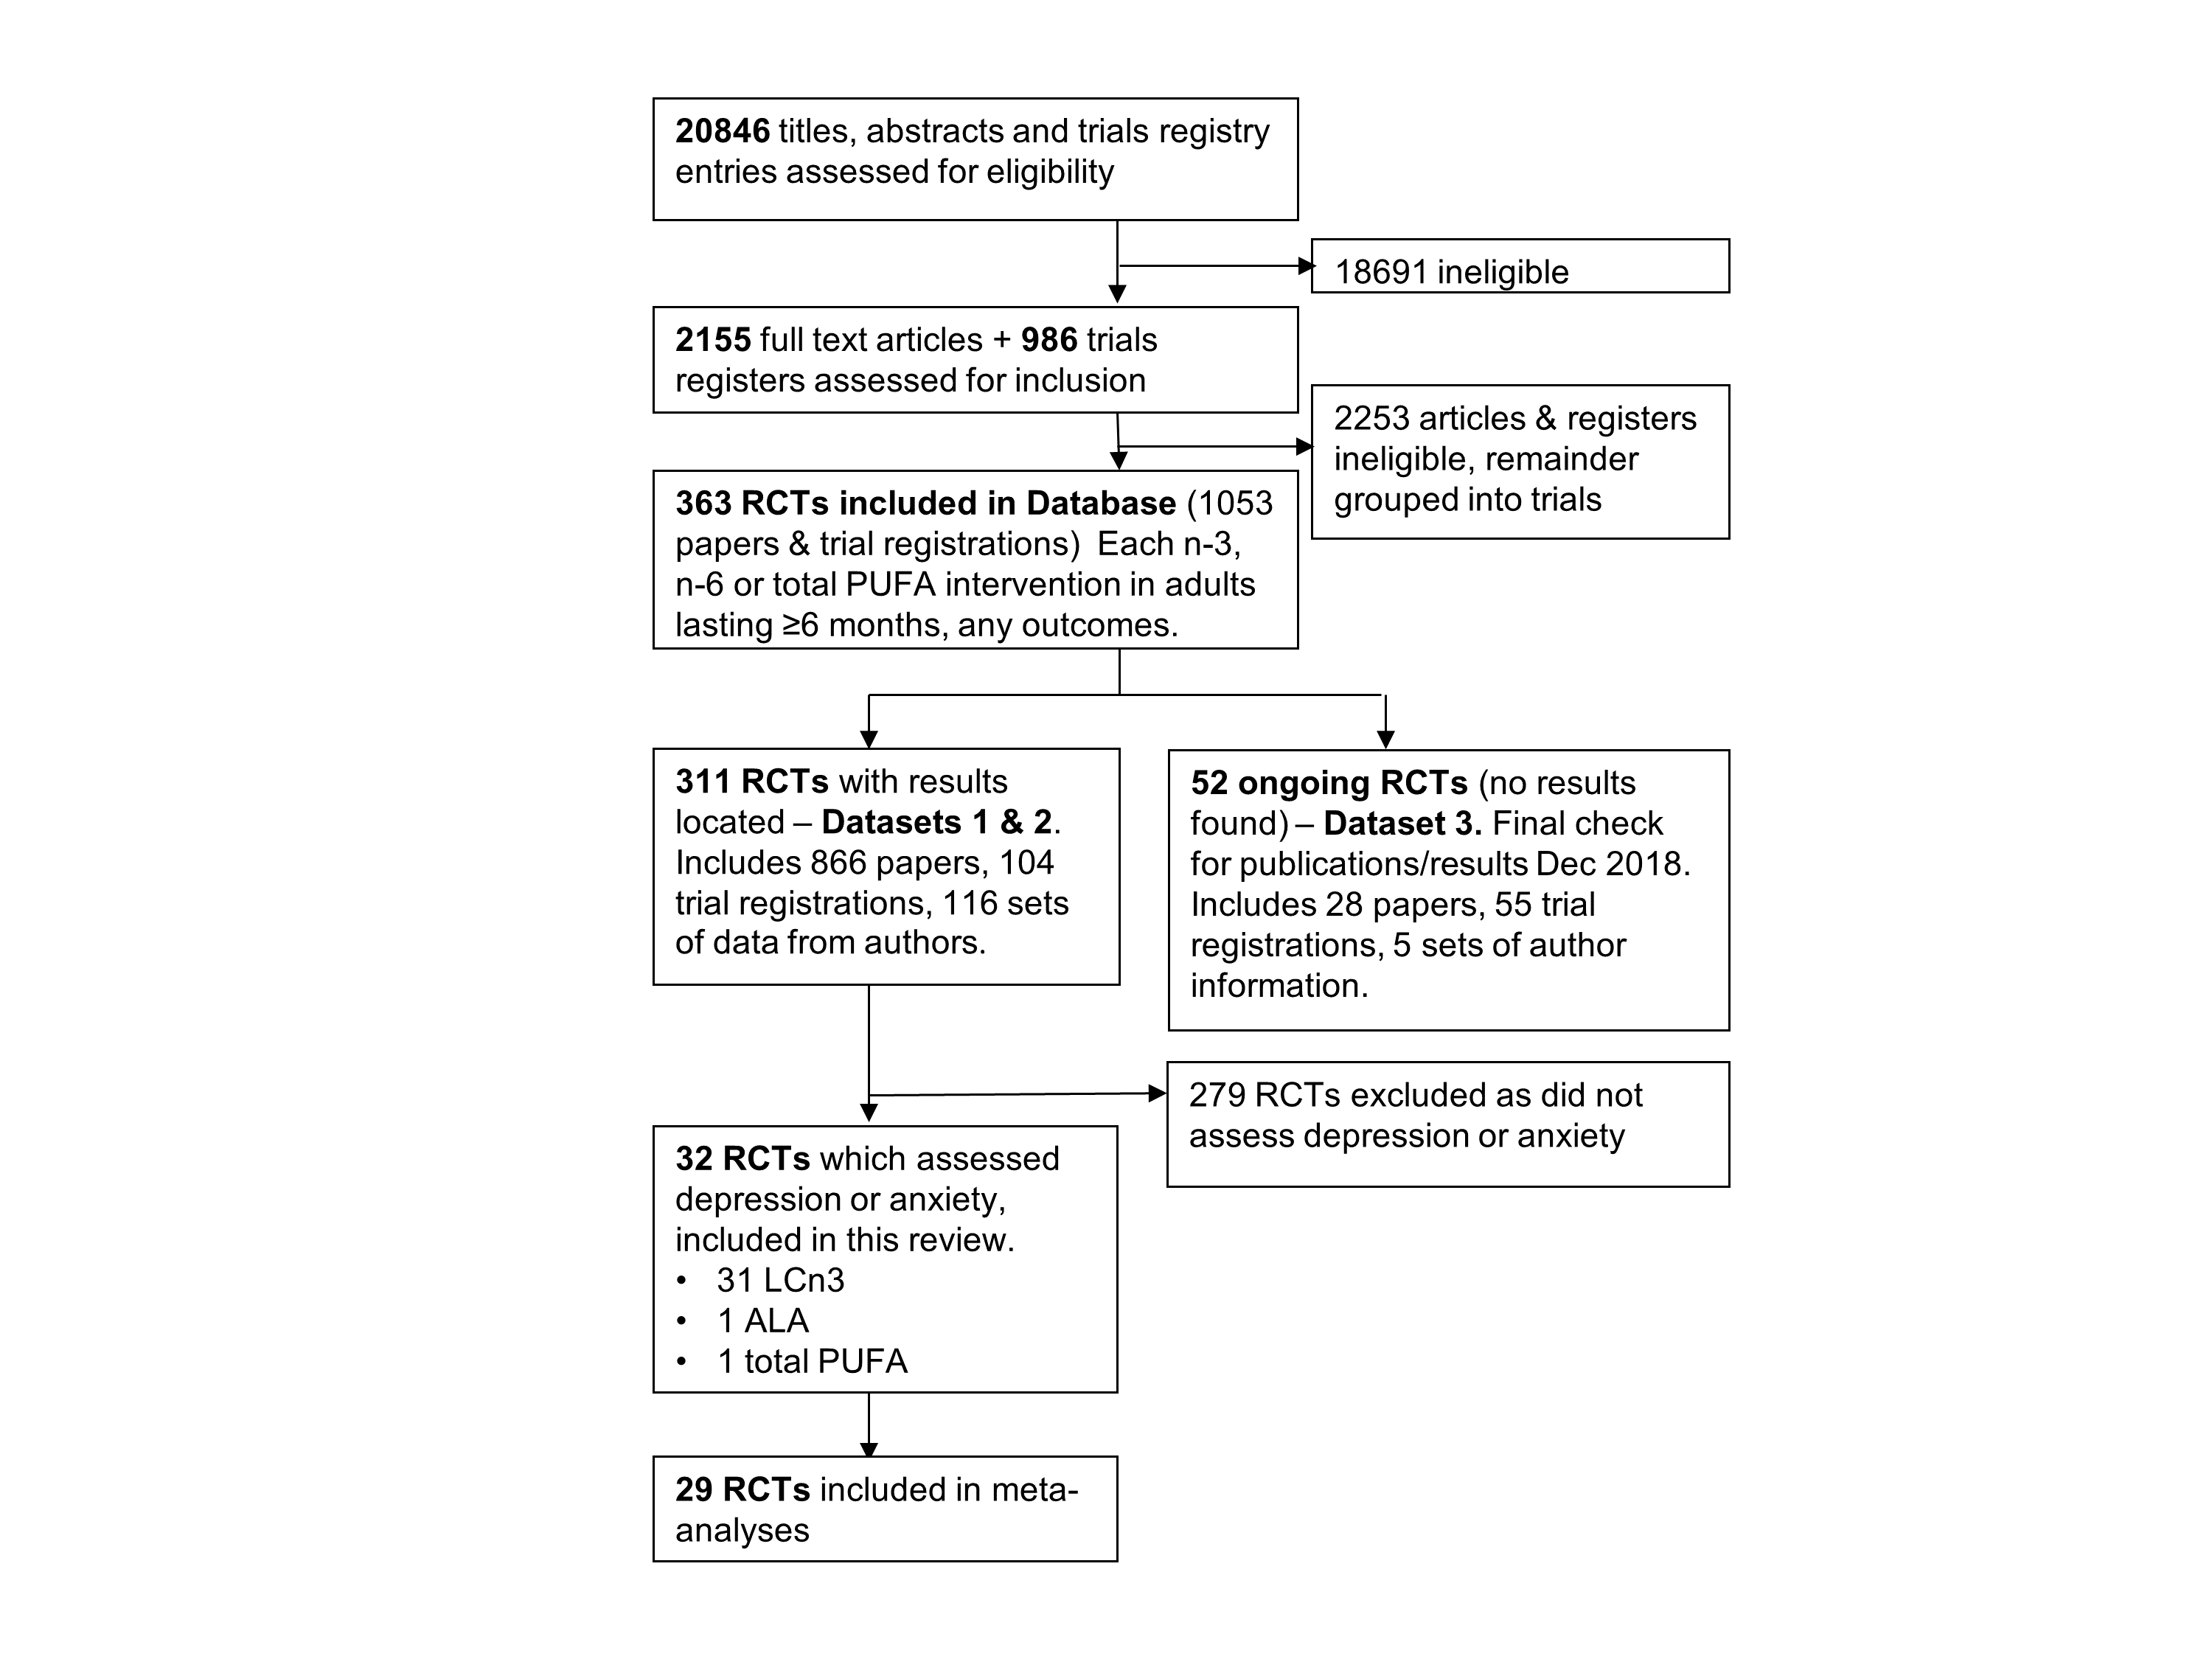 20846 titles, abstracts and trials registry
entries assessed for eligibility
18691 ineligible
2155 full text articles + 986 trials
registers assessed for inclusion
2253 articles & registers
ineligible, remainder
grouped into trials
363 RCTs included in Database (1053
papers & trial registrations)  Each n-3,
n-6 or total PUFA intervention in adults
lasting ≥6 months, any outcomes.
311 RCTs with results
located – Datasets 1 & 2.
Includes 866 papers, 104
trial registrations, 116 sets
of data from authors.
52 ongoing RCTs (no results
found) – Dataset 3. Final check
for publications/results Dec 2018.
Includes 28 papers, 55 trial
registrations, 5 sets of author
information.
279 RCTs excluded as did not
assess depression or anxiety
32 RCTs which assessed
depression or anxiety,
included in this review.
• 31 LCn3
• 1 ALA
• 1 total PUFA
29 RCTs included in meta-
analyses